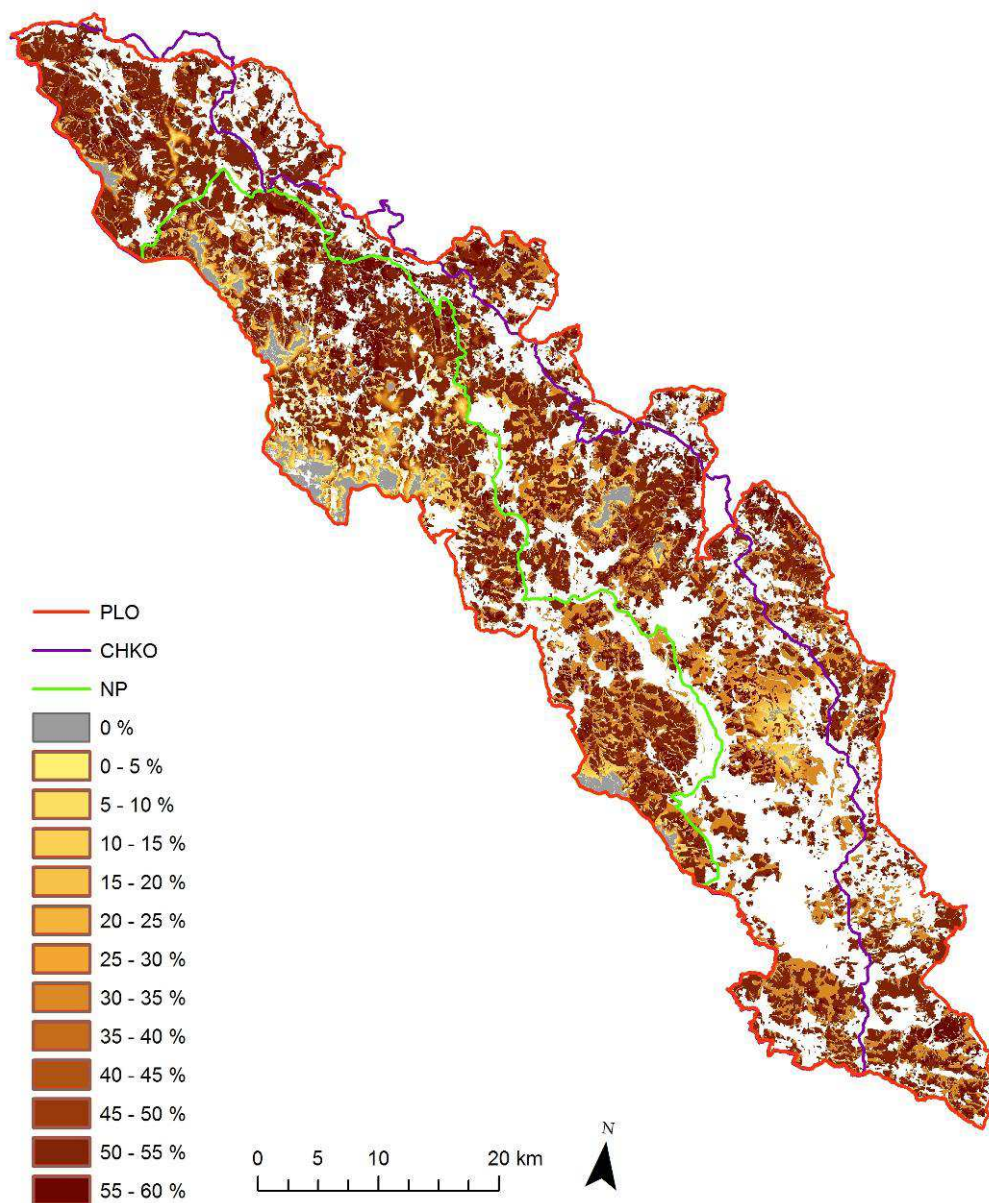 PLO
CHKO
NP
0 %
0 - 5 %
5 - 10 %
10 - 15 %
15 - 20 %
20 - 25 %
25 - 30 %
30 - 35 %
35 - 40 %
40 - 45 %
45 - 50 %
50 - 55 %
55 - 60 %
0 5 10 20 km
N